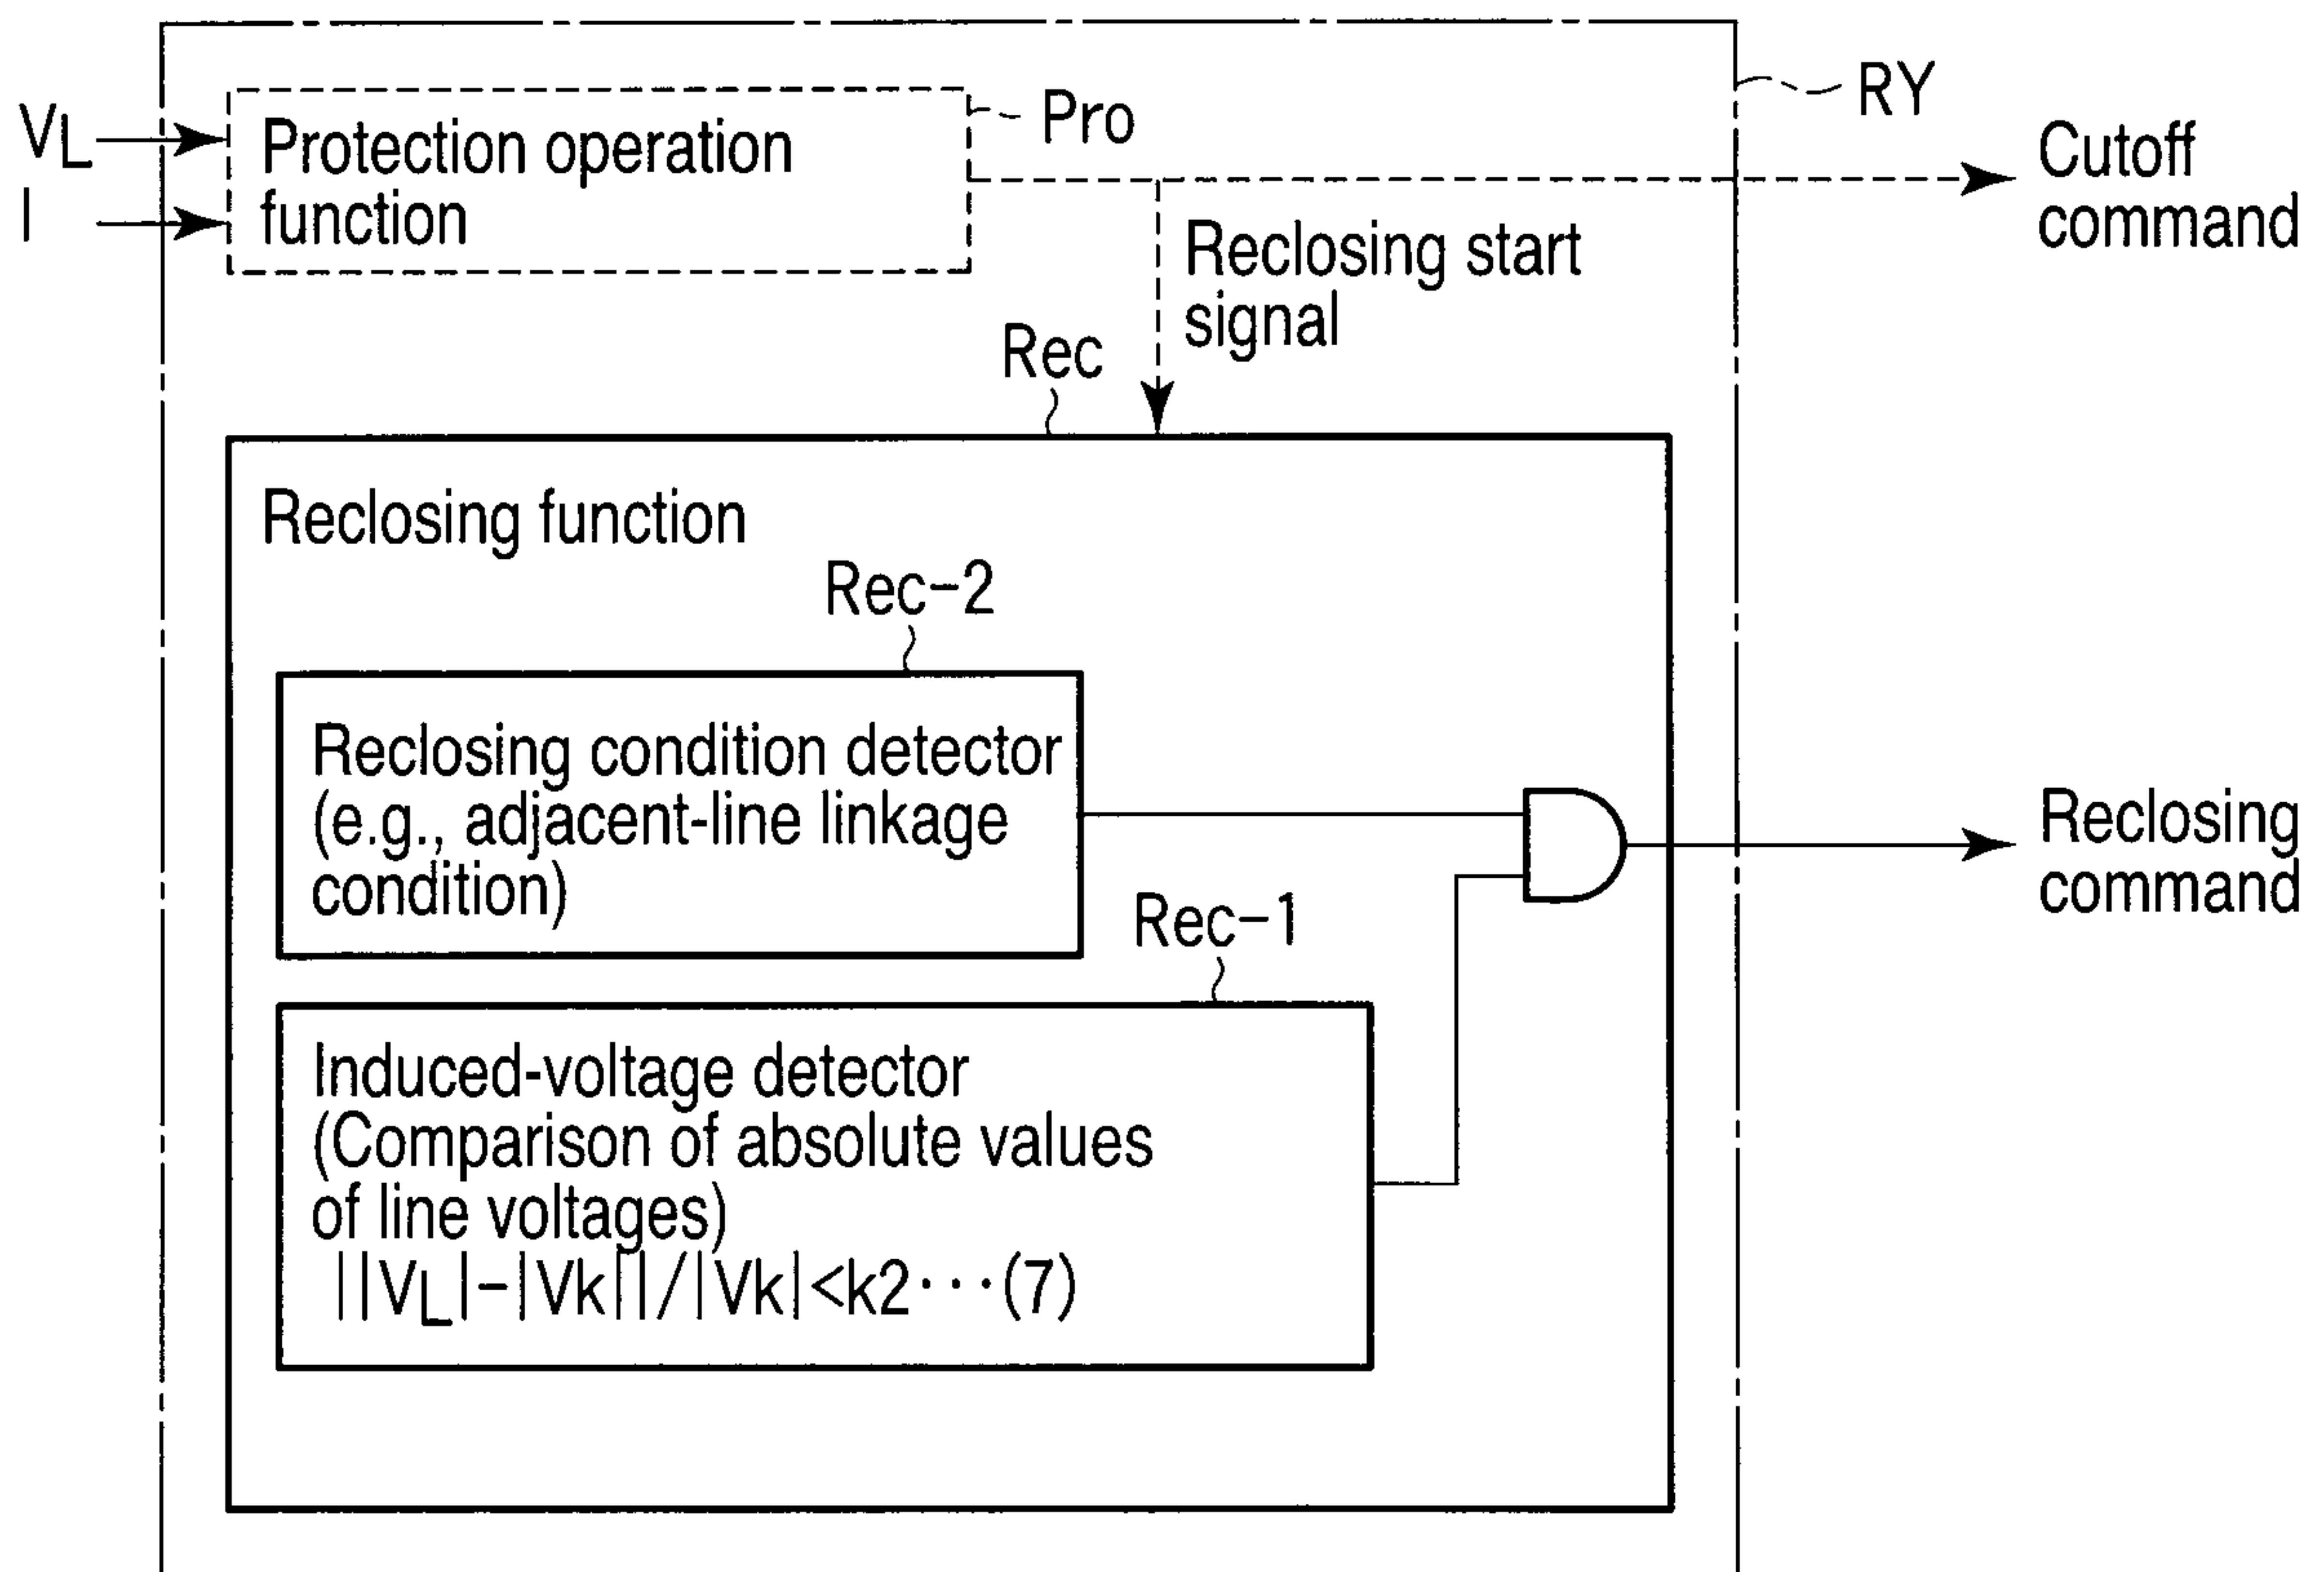 RY
VL
I
Pro
Protection operation
function
Cutoff
command
Reclosing start
signal
Rec
Reclosing function
Rec-2
Reclosing condition detector
(e.g., adjacent-line linkage
condition)
Reclosing
command
Rec-1
Induced-voltage detector
(Comparison of absolute values
of line voltages)
||VL|-|Vk||/|Vk|<k2···(7)